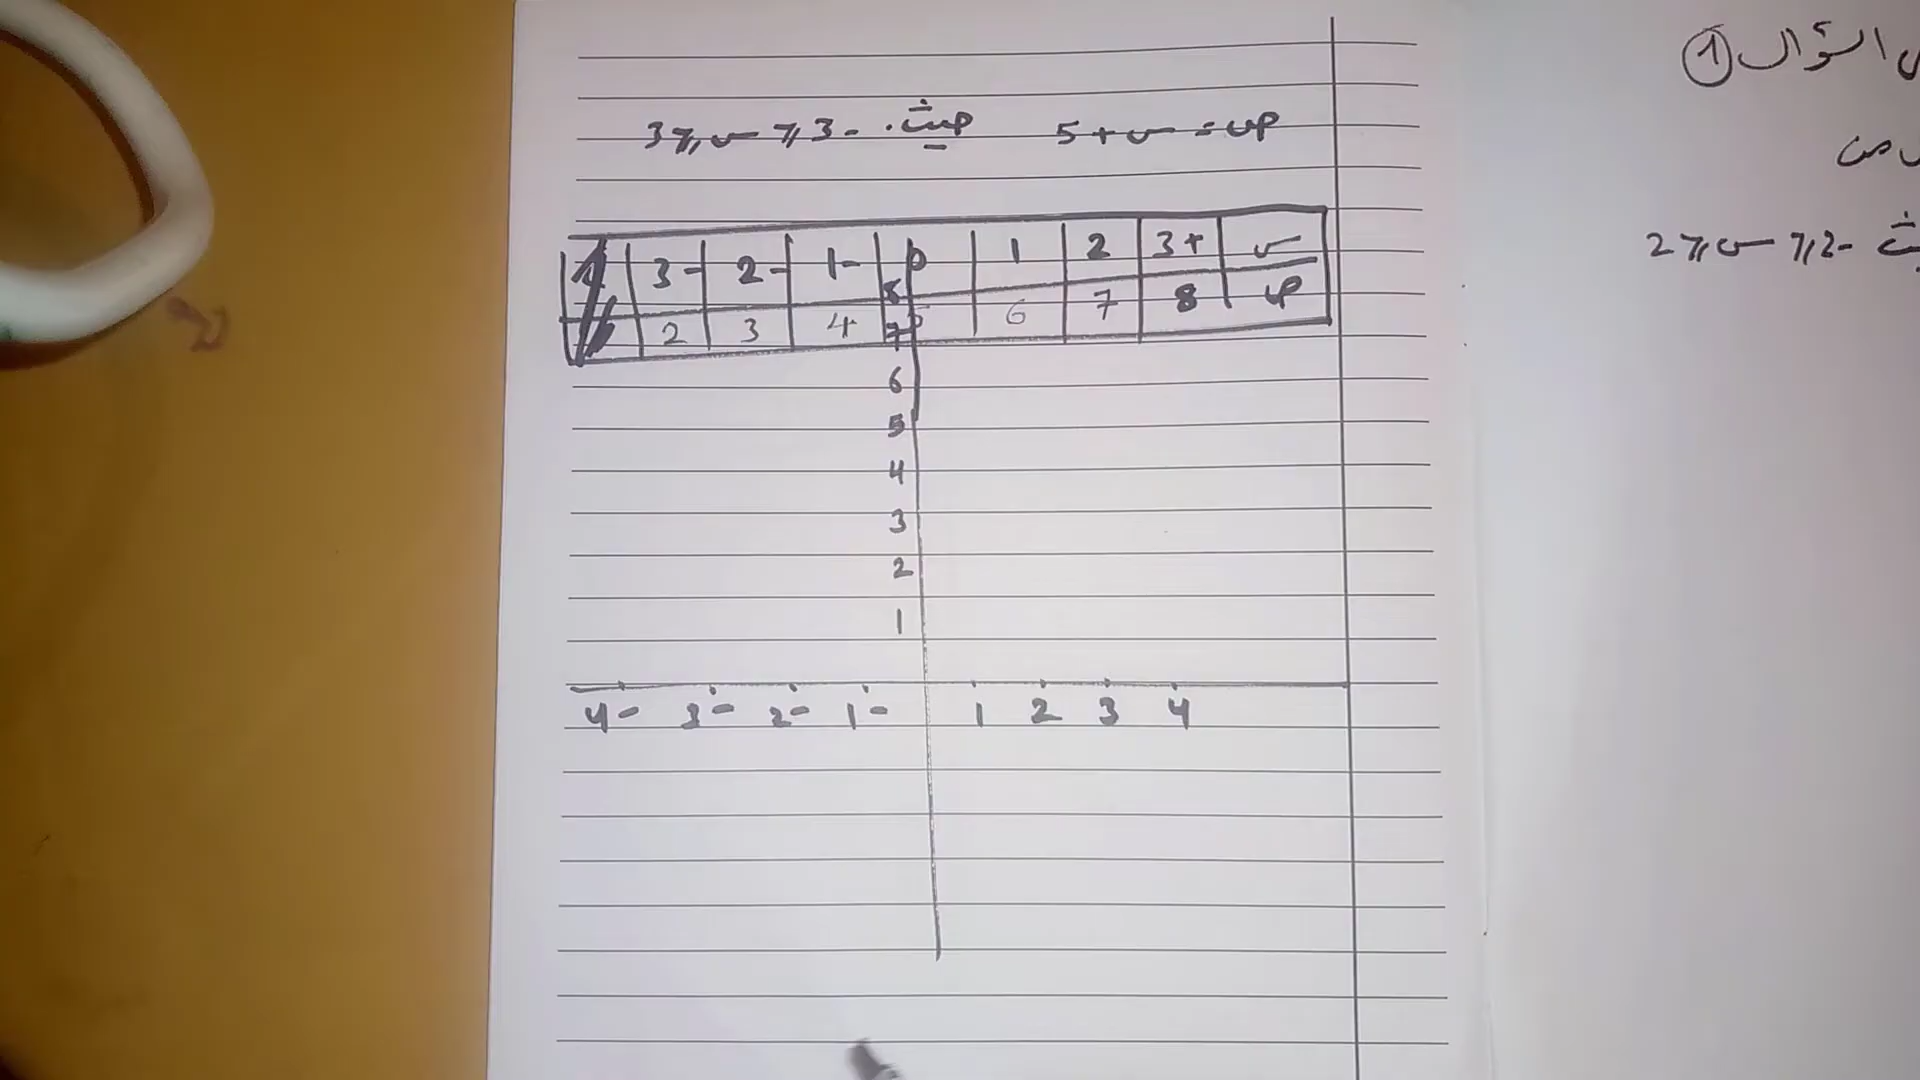 ص = س + 5 حيث -3 ⩾ س ⩾ 3
س +3 2 1 0 -1 -2 -3
ص 8 7 6 5 4 3 2
8
7
6
5
4
3
2
1
-4 -3 -2 -1 1 2 3 4
السؤال 1
-2 ⩾ س ⩾ 2